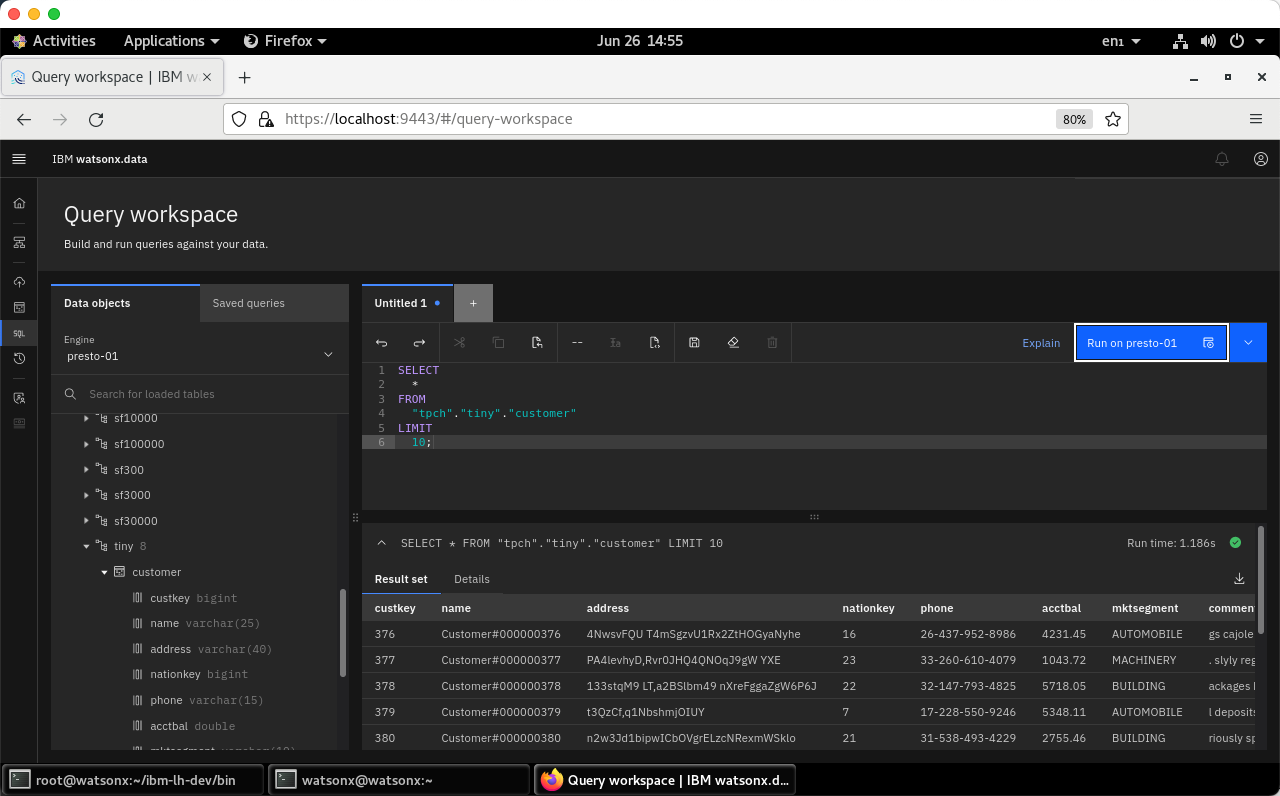 Activities Applications Firefox Jun 26 14:55 en1
Query workspace | IBM w
https://localhost:9443/#/query-workspace 80%
IBM watsonx.data
Query workspace
Build and run queries against your data.
Data objects Saved queries
Engine
presto-01
Search for loaded tables
sf10000
sf100000
sf300
sf3000
sf30000
tiny 8
customer
custkey bigint
name varchar(25)
address varchar(40)
nationkey bigint
phone varchar(15)
acctbal double
mktsegment varchar(10)
SQL
Untitled 1 +
Explain Run on presto-01
1 SELECT
2 *
3 FROM
4 "tpch"."tiny"."customer"
5 LIMIT
6 10;
SELECT * FROM "tpch"."tiny"."customer" LIMIT 10 Run time: 1.186s
Result set Details
custkey name address nationkey phone acctbal mktsegment commen
376 Customer#000000376 4NwsvFQU T4mSgzvU1Rx2ZtHOGyaNyhe 16 26-437-952-8986 4231.45 AUTOMOBILE gs cajole
377 Customer#000000377 PA4levhyD,Rvr0JHQ4QNOqJ9gW YXE 23 33-260-610-4079 1043.72 MACHINERY . slyly reg
378 Customer#000000378 133stqM9 LT,a2BSlbm49 nXreFggaZgW6P6J 22 32-147-793-4825 5718.05 BUILDING ackages
379 Customer#000000379 t3QzCf,q1NbshmjOIUY 7 17-228-550-9246 5348.11 AUTOMOBILE l deposits
380 Customer#000000380 n2w3Jd1bipwICbOVgrELzcNRexmWSklo 21 31-538-493-4229 2755.46 BUILDING riously sp
root@watsonx:~/ibm-lh-dev/bin watsonx@watsonx:~ Query workspace | IBM watsonx.d...